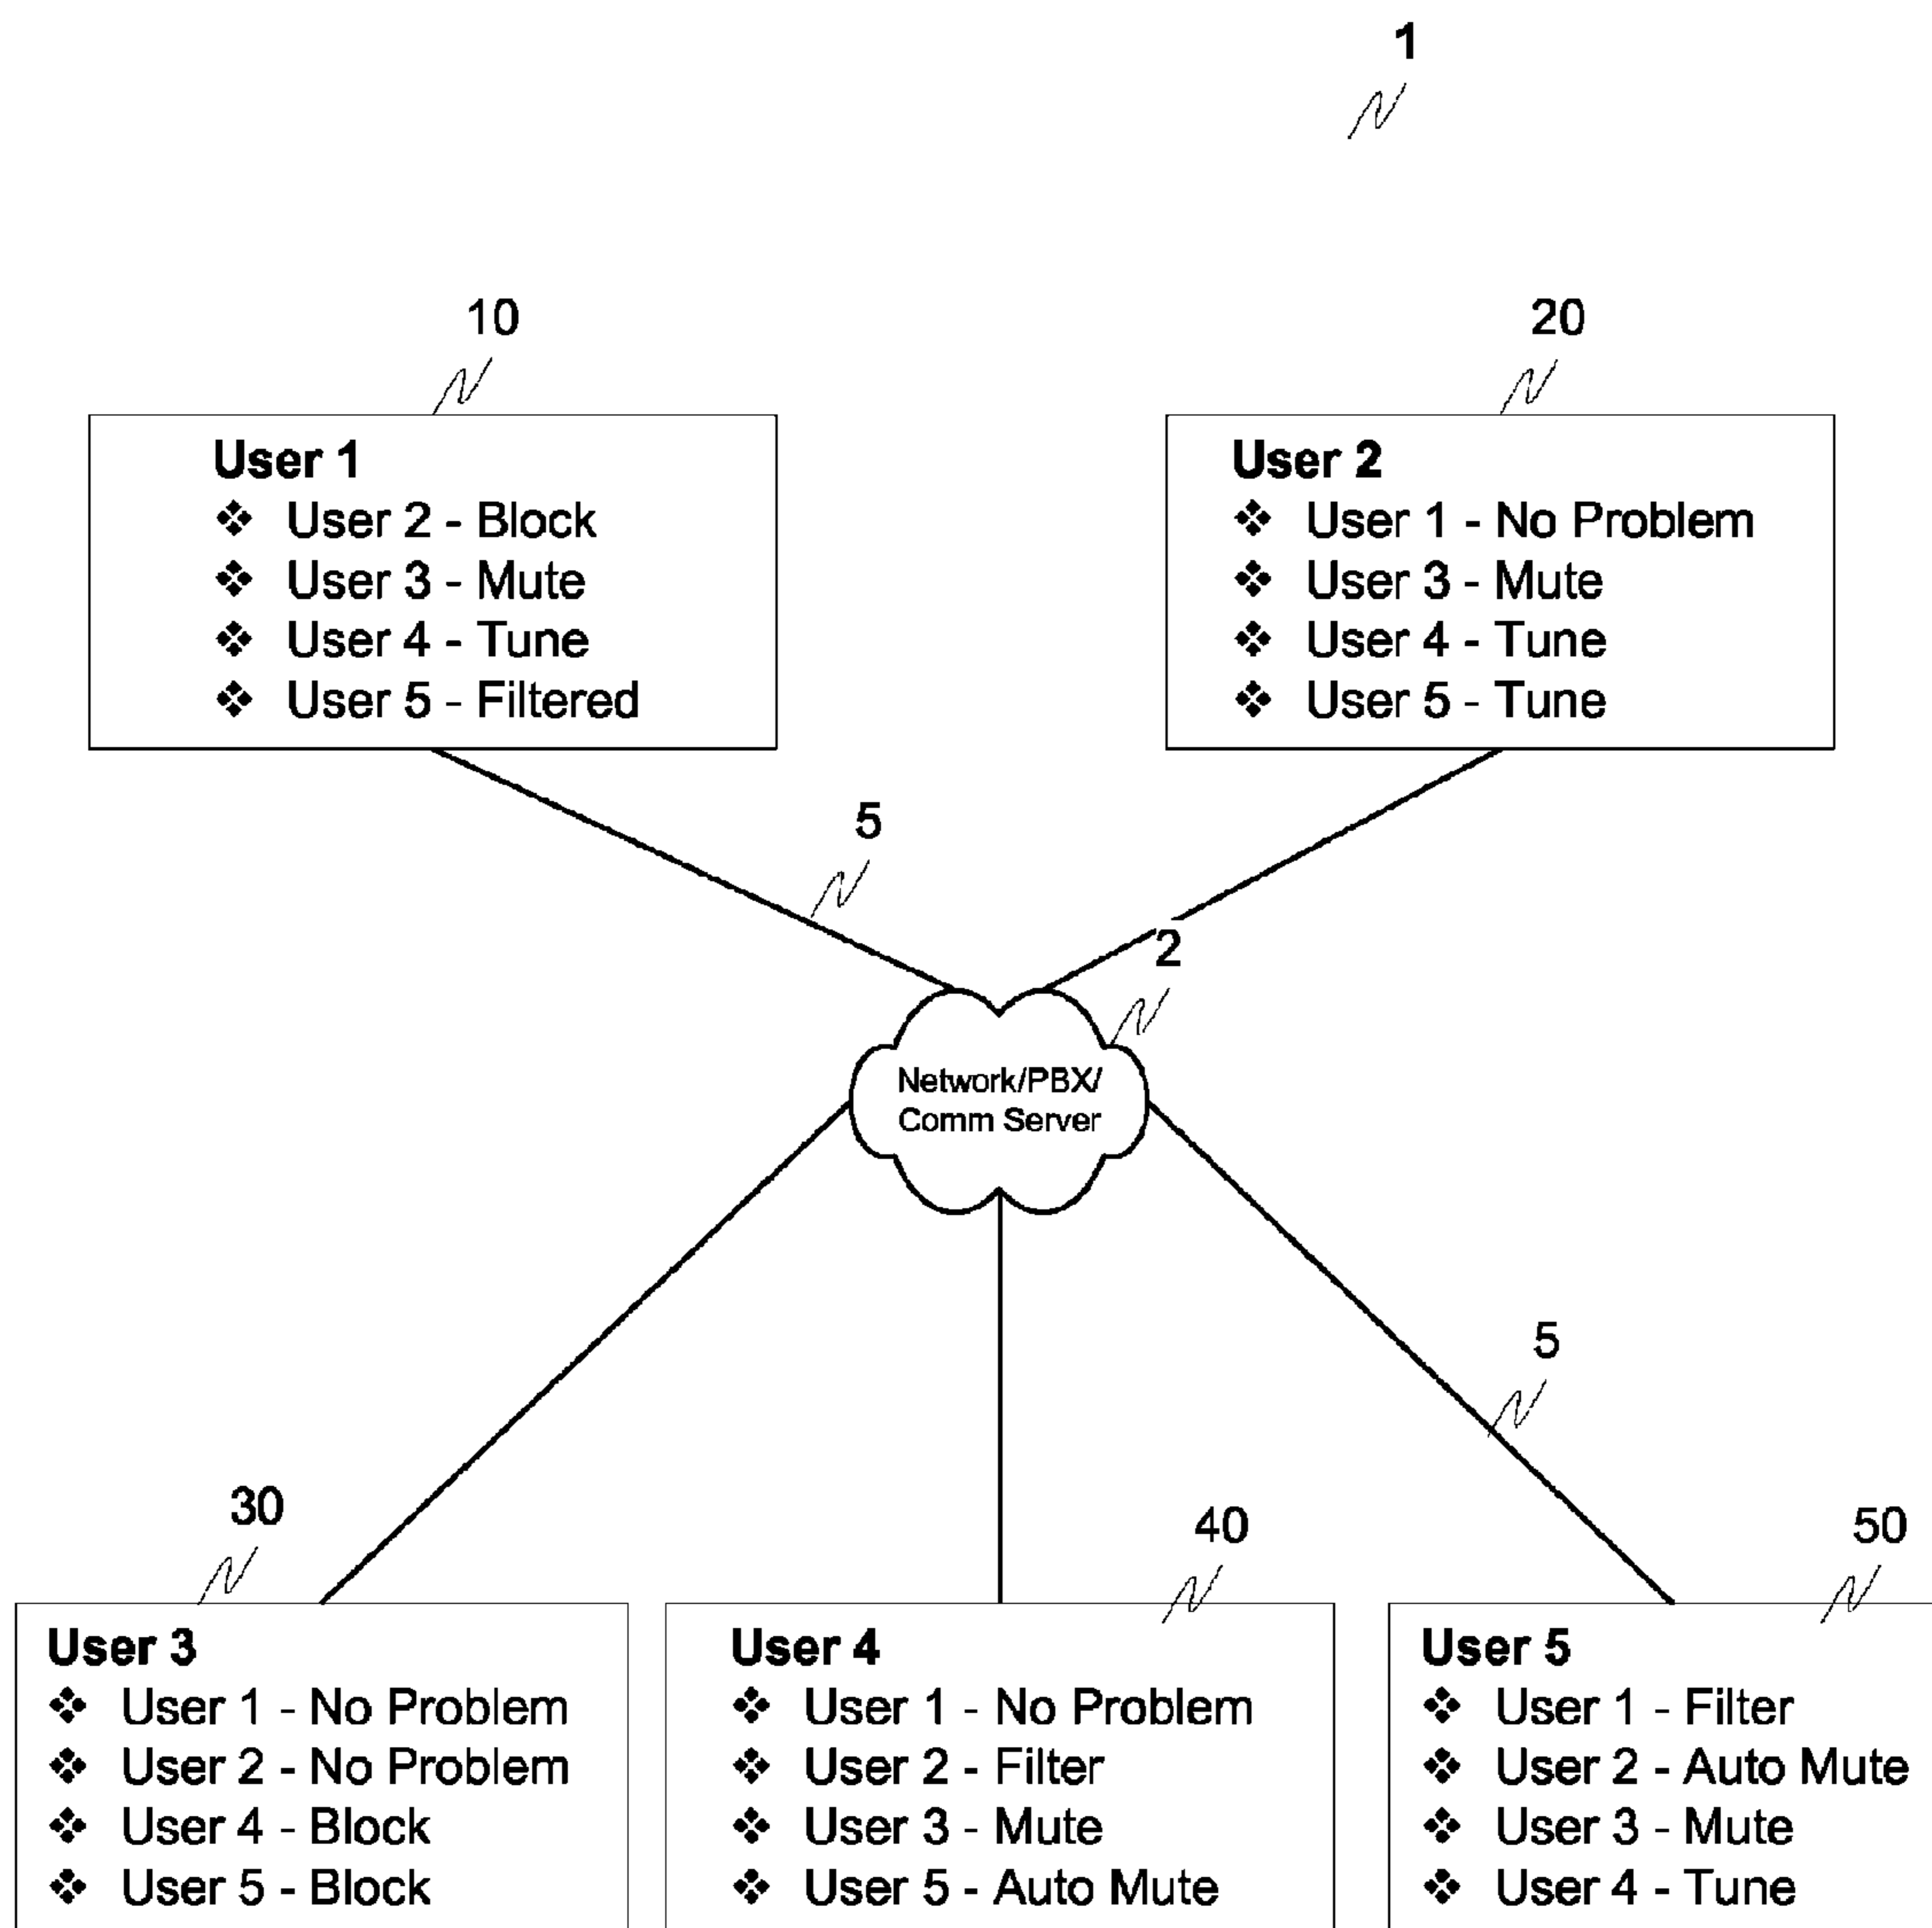 1
10
20
User 1
❖ User 2 - Block
❖ User 3 - Mute
❖ User 4 - Tune
❖ User 5 - Filtered
User 2
❖ User 1 - No Problem
❖ User 3 - Mute
❖ User 4 - Tune
❖ User 5 - Tune
5
2
Network/PBX/
Comm Server
5
30
40
50
User 3
❖ User 1 - No Problem
❖ User 2 - No Problem
❖ User 4 - Block
❖ User 5 - Block
User 4
❖ User 1 - No Problem
❖ User 2 - Filter
❖ User 3 - Mute
❖ User 5 - Auto Mute
User 5
❖ User 1 - Filter
❖ User 2 - Auto Mute
❖ User 3 - Mute
❖ User 4 - Tune